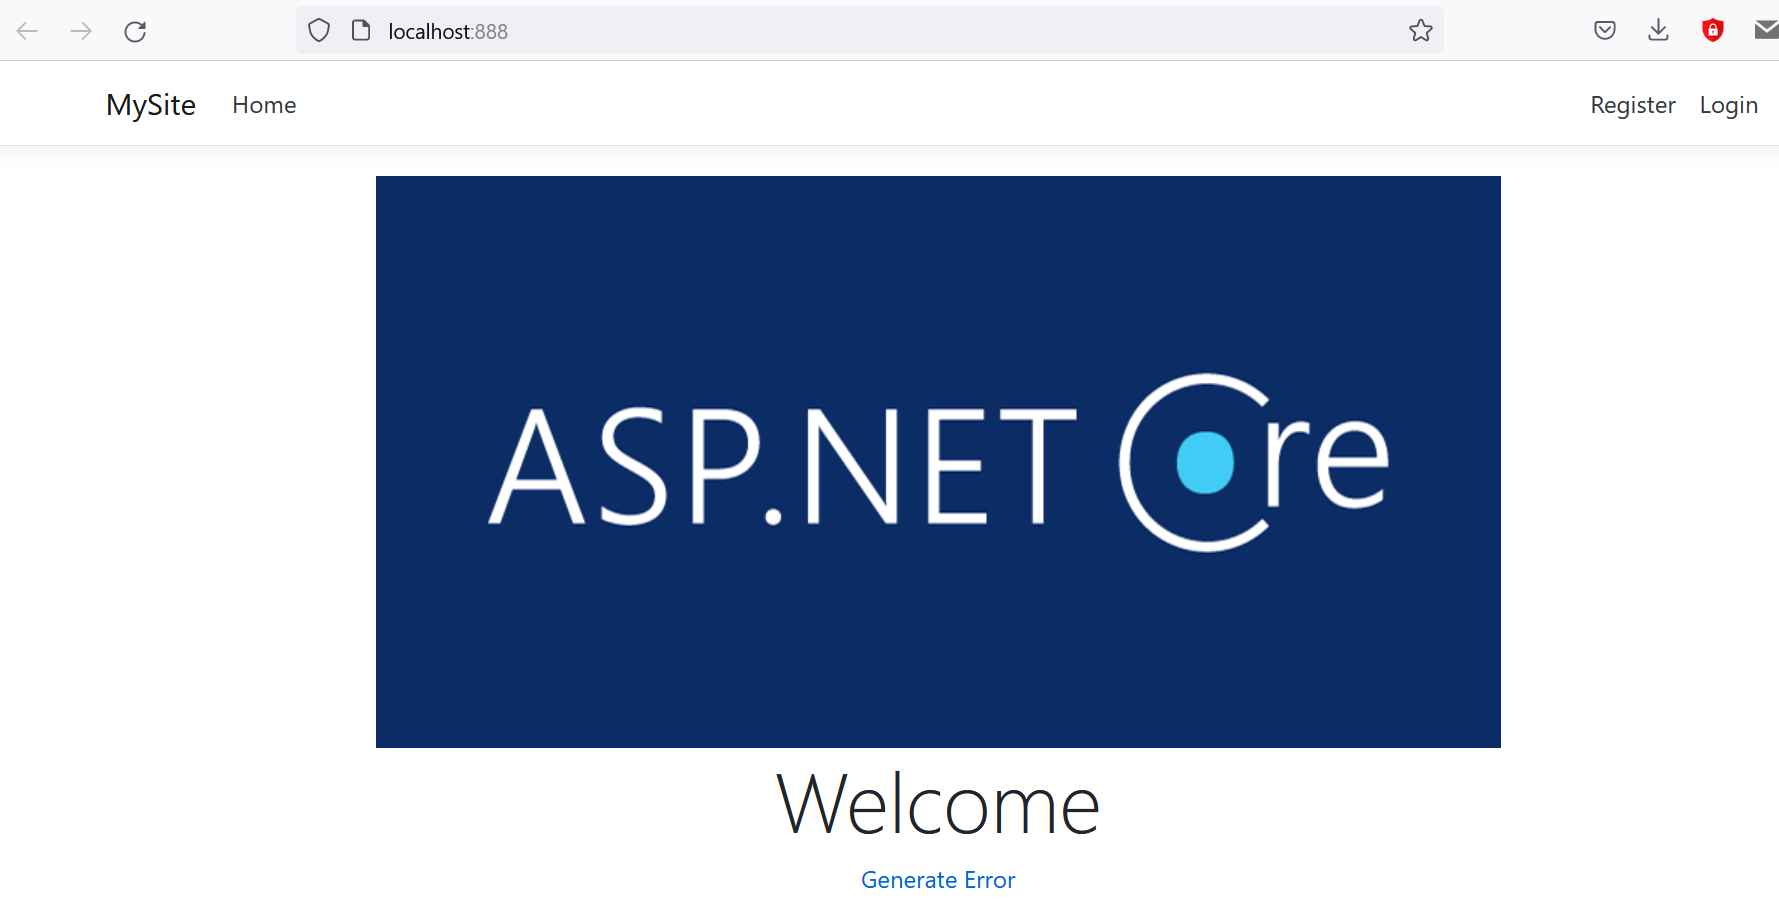 localhost:888
MySite Home Register Login
ASP.NET Core
Welcome
Generate Error